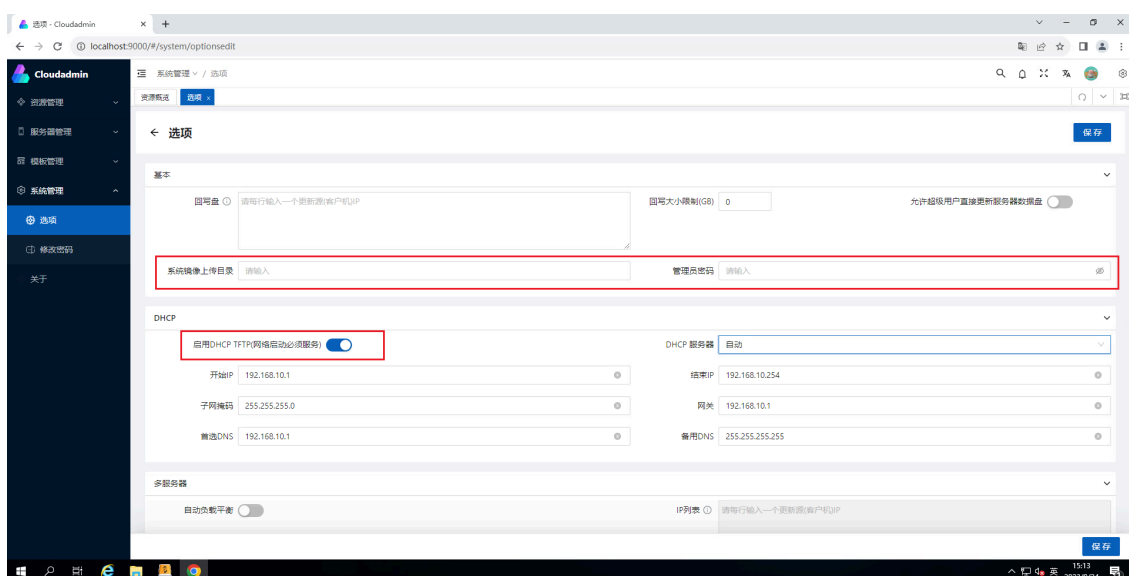 选项 - Cloudadmin
localhost:9000/#/system/optionsedit
Cloudadmin
系统管理 / 选项
资源管理
资源概览 选项
服务器管理
← 选项 保存
模板管理
系统管理
基本
回写盘 请每行输入一个更新源(客户机)IP 回写大小限制(GB) 0 允许超级用户直接更新服务器数据盘
选项
修改密码
系统镜像上传目录 请输入 管理员密码 请输入
关于
DHCP
启用DHCP TFTP(网络启动必须服务) DHCP 服务器 自动
开始IP 192.168.10.1 结束IP 192.168.10.254
子网掩码 255.255.255.0 网关 192.168.10.1
首选DNS 192.168.10.1 备用DNS 255.255.255.255
多服务器
自动负载平衡 IP列表 请每行输入一个更新源(客户机)IP
保存
英 15:13